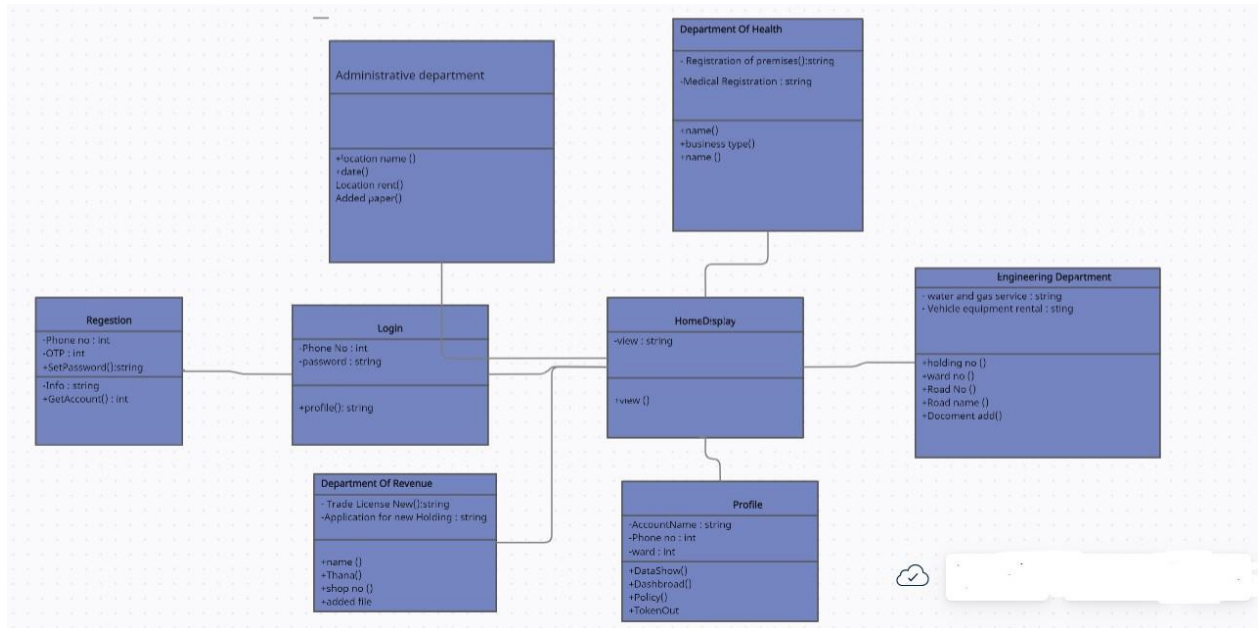 Administrative department
+location name ()
+date()
Location rent()
Added paper()
Department Of Health
- Registration of premises():string
-Medical Registration : string
+name()
+business type()
+name ()
Regestion
-Phone no : int
-OTP : int
+SetPassword():string
-Info : string
+GetAccount() : int
Login
-Phone No : int
-password : string
+profile(): string
HomeDisplay
-view : string
+view ()
Engineering Department
- water and gas service : string
- Vehicle equipment rental : sting
+holding no ()
+ward no ()
+Road No ()
+Road name ()
+Docoment add()
Department Of Revenue
- Trade License New():string
-Application for new Holding : string
+name ()
+Thana()
+shop no ()
+added file
Profile
-AccountName : string
-Phone no : int
-ward : int
+DataShow()
+Dashbroad()
+Policy()
+TokenOut